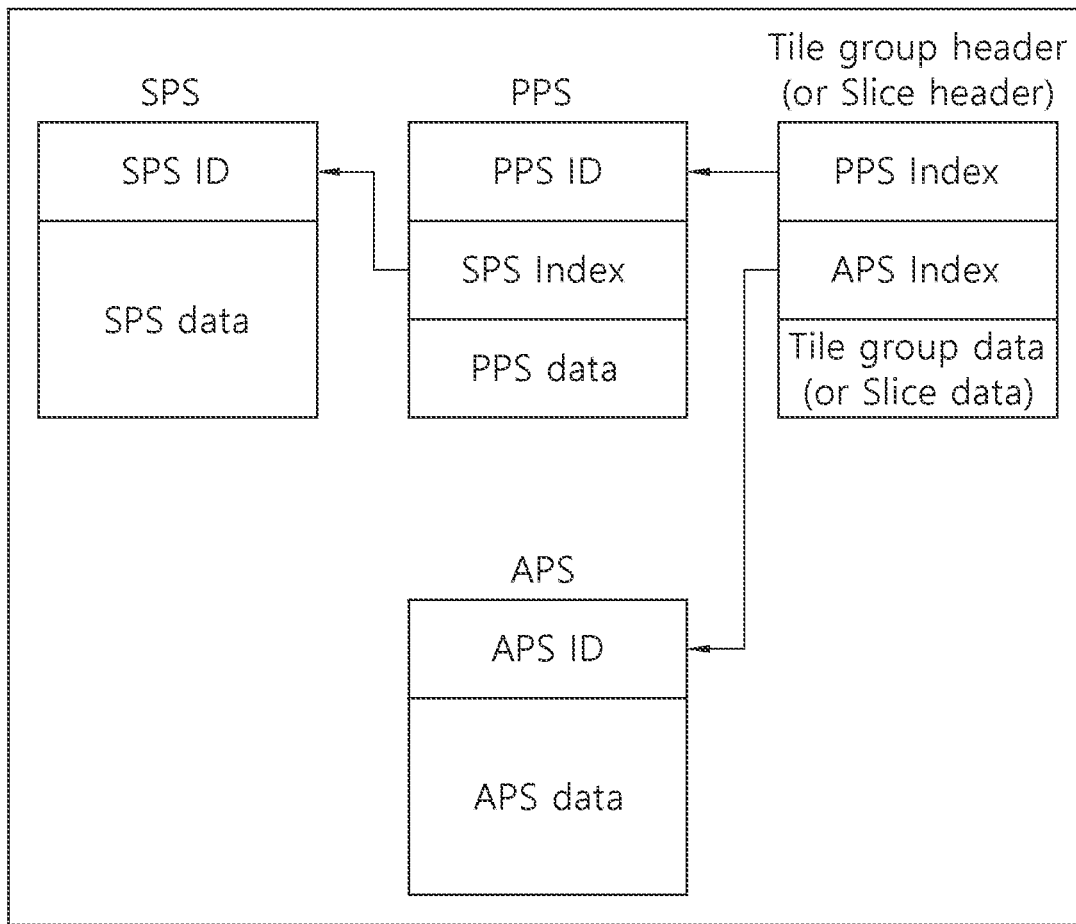 SPS
SPS ID
SPS data
PPS
PPS ID
SPS Index
PPS data
Tile group header
(or Slice header)
PPS Index
APS Index
Tile group data
(or Slice data)
APS
APS ID
APS data